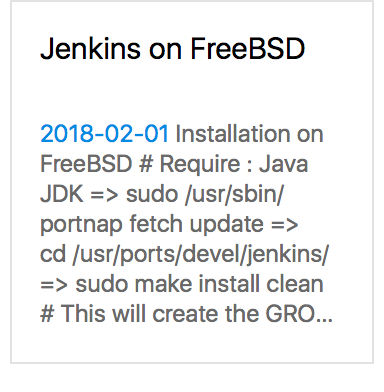 Jenkins on FreeBSD
2018-02-01 Installation on
FreeBSD # Require : Java
JDK => sudo /usr/sbin/
portnap fetch update =>
cd /usr/ports/devel/jenkins/
=> sudo make install clean
# This will create the GRO...